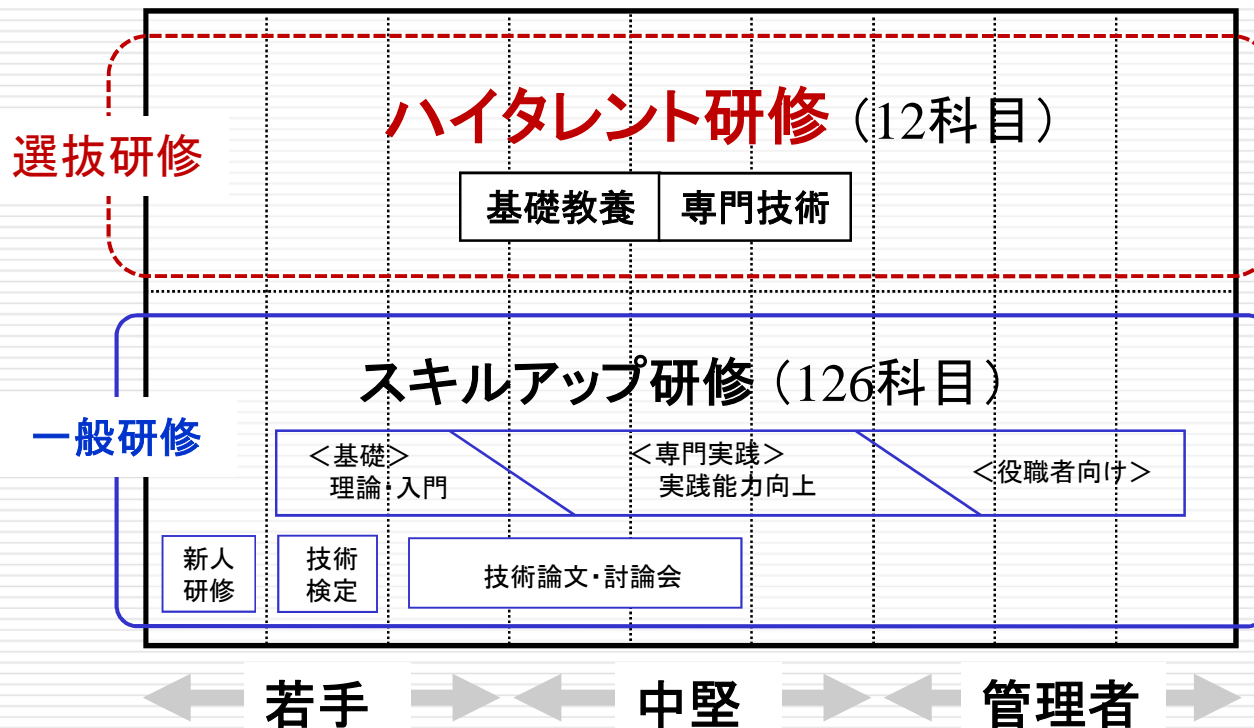 ハイタレント研修（12科目）
選抜研修
基礎教養 専門技術
スキルアップ研修（126科目）
一般研修
＜基礎＞
理論・入門
＜専門実践＞
実践能力向上
＜役職者向け＞
新人
研修
技術
検定
技術論文・討論会
若手 中堅 管理者